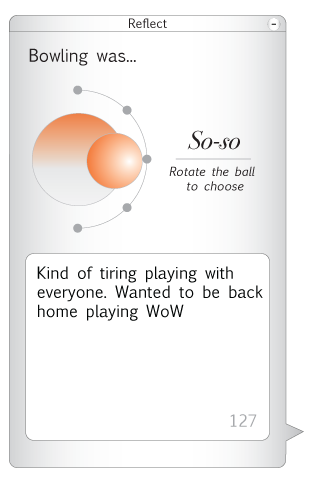 Reflect
Bowling was...
So-so
Rotate the ball
to choose
Kind of tiring playing with
everyone. Wanted to be back
home playing WoW
127